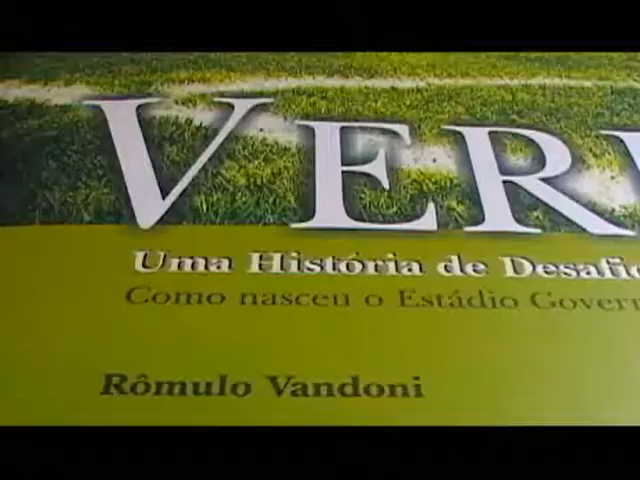 VER
Uma História de Desafio
Como nasceu o Estádio Govern
Rômulo Vandoni